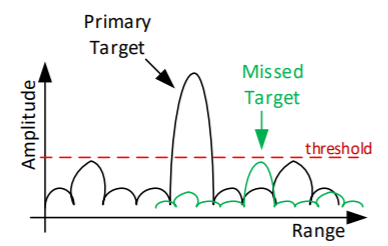 Primary
Target
Missed
Target
threshold
Amplitude
Range